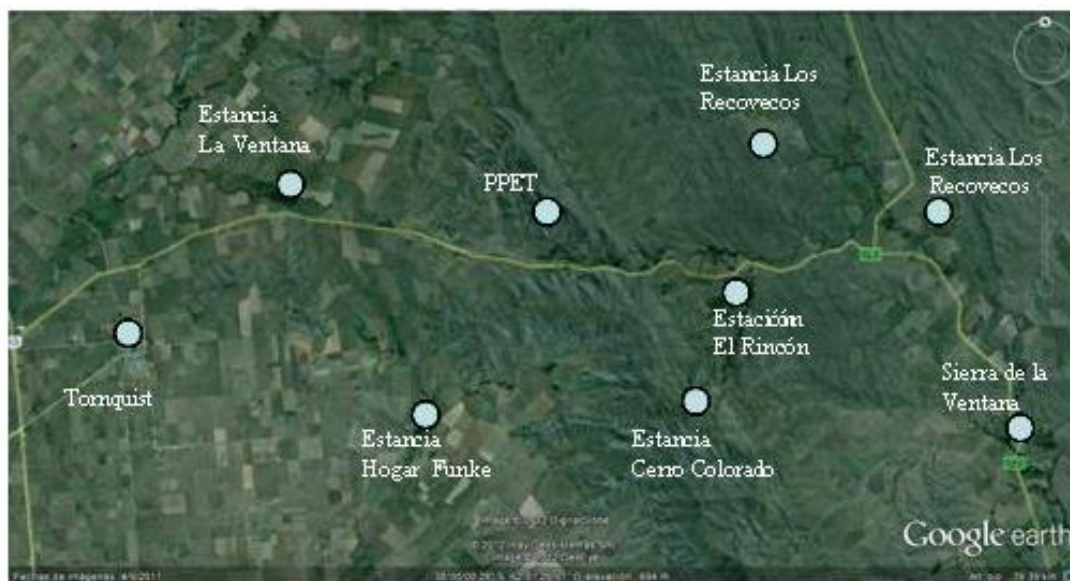 Estancia Los
Recovecos
Estancia
La Ventana
Estancia Los
Recovecos
PPET
Estacióin
El Rincón
Sierra de la
Ventana
Tornquist
Estancia
Hogar Funke
Estancia
Cerro Colorado
Google earth